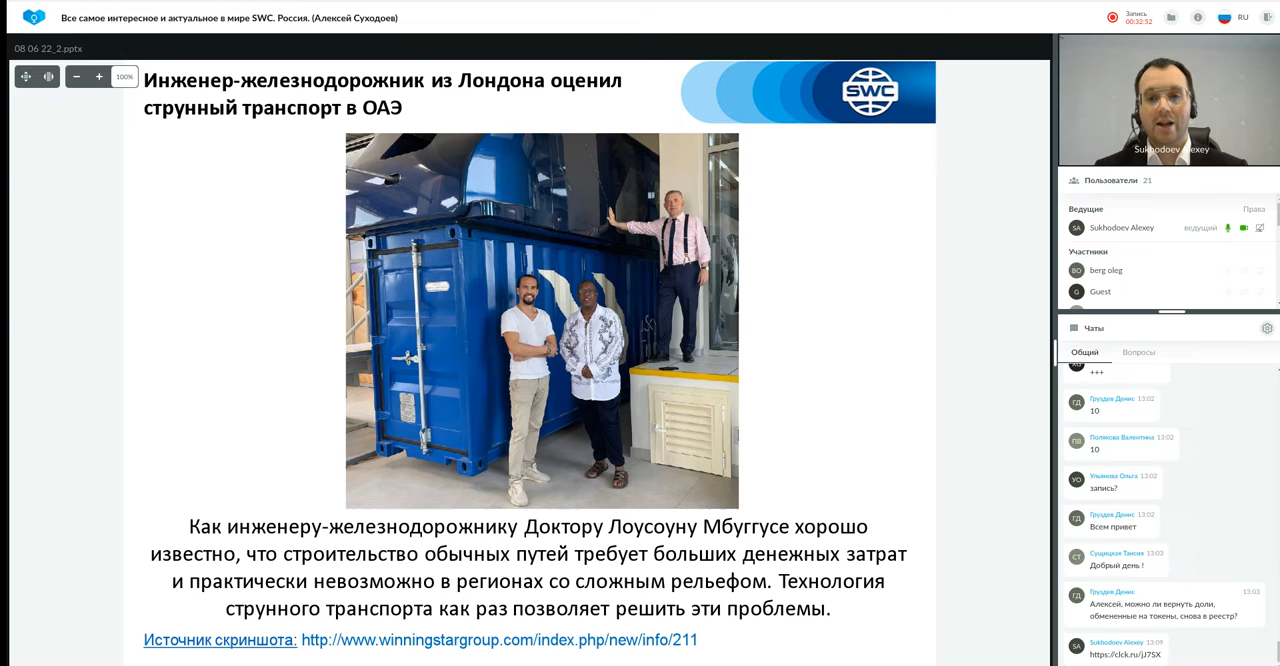 Все самое интересное и актуальное в мире SWC. Россия. (Алексей Суходоев)
Запись
00:32:52
RU
08 06 22_2.pptx
100%
Инженер-железнодорожник из Лондона оценил
струнный транспорт в ОАЭ
SWC
Как инженеру-железнодорожнику Доктору Лоусоуну Мбуггусе хорошо
известно, что строительство обычных путей требует больших денежных затрат
и практически невозможно в регионах со сложным рельефом. Технология
струнного транспорта как раз позволяет решить эти проблемы.
Источник скриншота: http://www.winningstargroup.com/index.php/new/info/211
Sukhodoev Alexey
Пользователи 21
Ведущие Права
SA Sukhodoev Alexey ведущий
Участники
BO berg oleg
G Guest
Чаты
Общий Вопросы
+++
ГД Груздев Денис 13:02
10
ПВ Полякова Валентина 13:02
10
УО Ульянова Ольга 13:02
запись?
ГД Груздев Денис 13:02
Всем привет
СТ Сущицкая Таисия 13:03
Добрый день !
ГД Груздев Денис 13:03
Алексей, можно ли вернуть доли,
обмененные на токены, снова в реестр?
SA Sukhodoev Alexey 13:09
https://clck.ru/jJ7SX